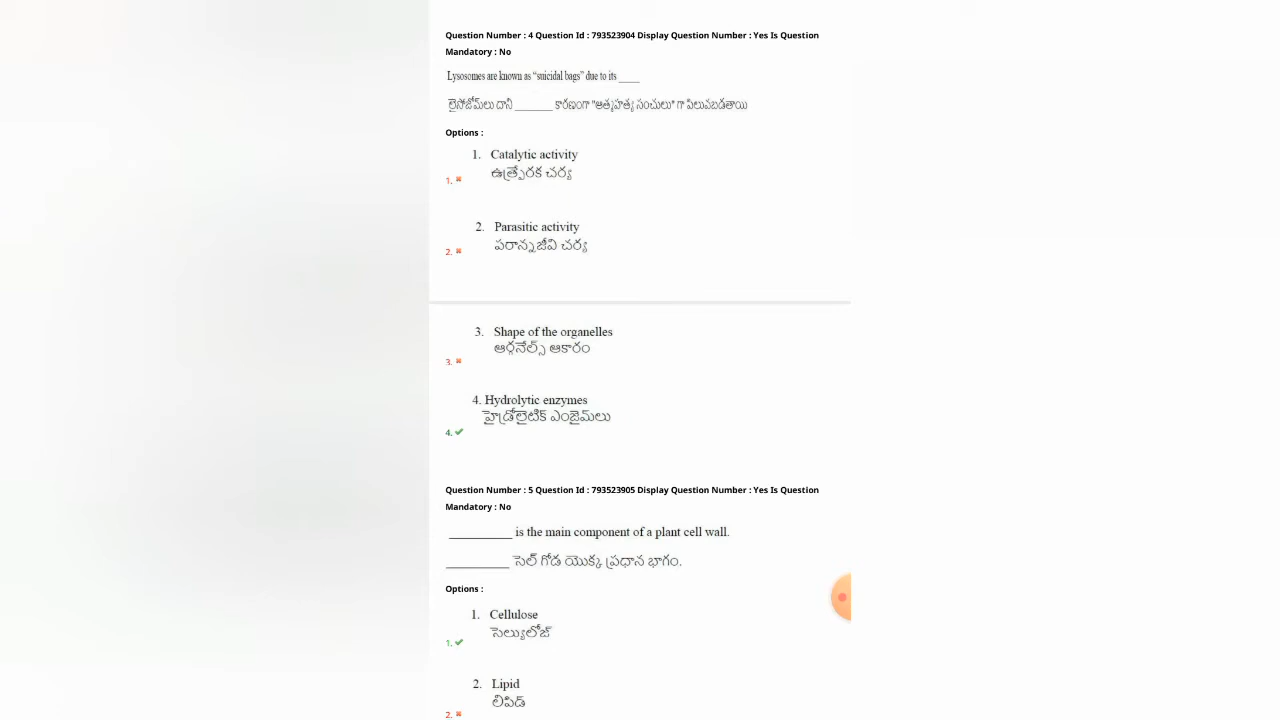 Question Number : 4 Question Id : 793523904 Display Question Number : Yes Is Question
Mandatory : No
Lysosomes are known as “suicidal bags” due to its ____
లైసోజోమ్‌లు దాని _______ కారణంగా "ఆత్మహత్య సంచులు" గా పిలువబడతాయి
Options :
1. Catalytic activity
ఉత్ప్రేరక చర్య
1.
2. Parasitic activity
పరాన్నజీవి చర్య
2.
3. Shape of the organelles
ఆర్గనేల్స్ ఆకారం
3.
4. Hydrolytic enzymes
హైడ్రోలైటిక్ ఎంజైమ్‌లు
4.
Question Number : 5 Question Id : 793523905 Display Question Number : Yes Is Question
Mandatory : No
__________ is the main component of a plant cell wall.
__________ సెల్ గోడ యొక్క ప్రధాన భాగం.
Options :
1. Cellulose
సెల్యులోజ్
1.
2. Lipid
లిపిడ్
2.